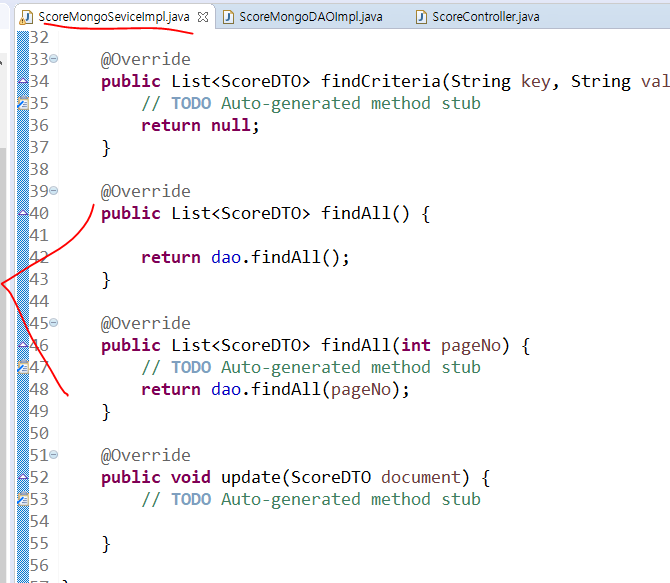 ScoreMongoSeviceImpl.java ScoreMongoDAOImpl.java ScoreController.java
32
33 @Override
34 public List<ScoreDTO> findCriteria(String key, String val
35 // TODO Auto-generated method stub
36 return null;
37 }
38
39 @Override
40 public List<ScoreDTO> findAll() {
41
42 return dao.findAll();
43 }
44
45 @Override
46 public List<ScoreDTO> findAll(int pageNo) {
47 // TODO Auto-generated method stub
48 return dao.findAll(pageNo);
49 }
50
51 @Override
52 public void update(ScoreDTO document) {
53 // TODO Auto-generated method stub
54
55 }
56